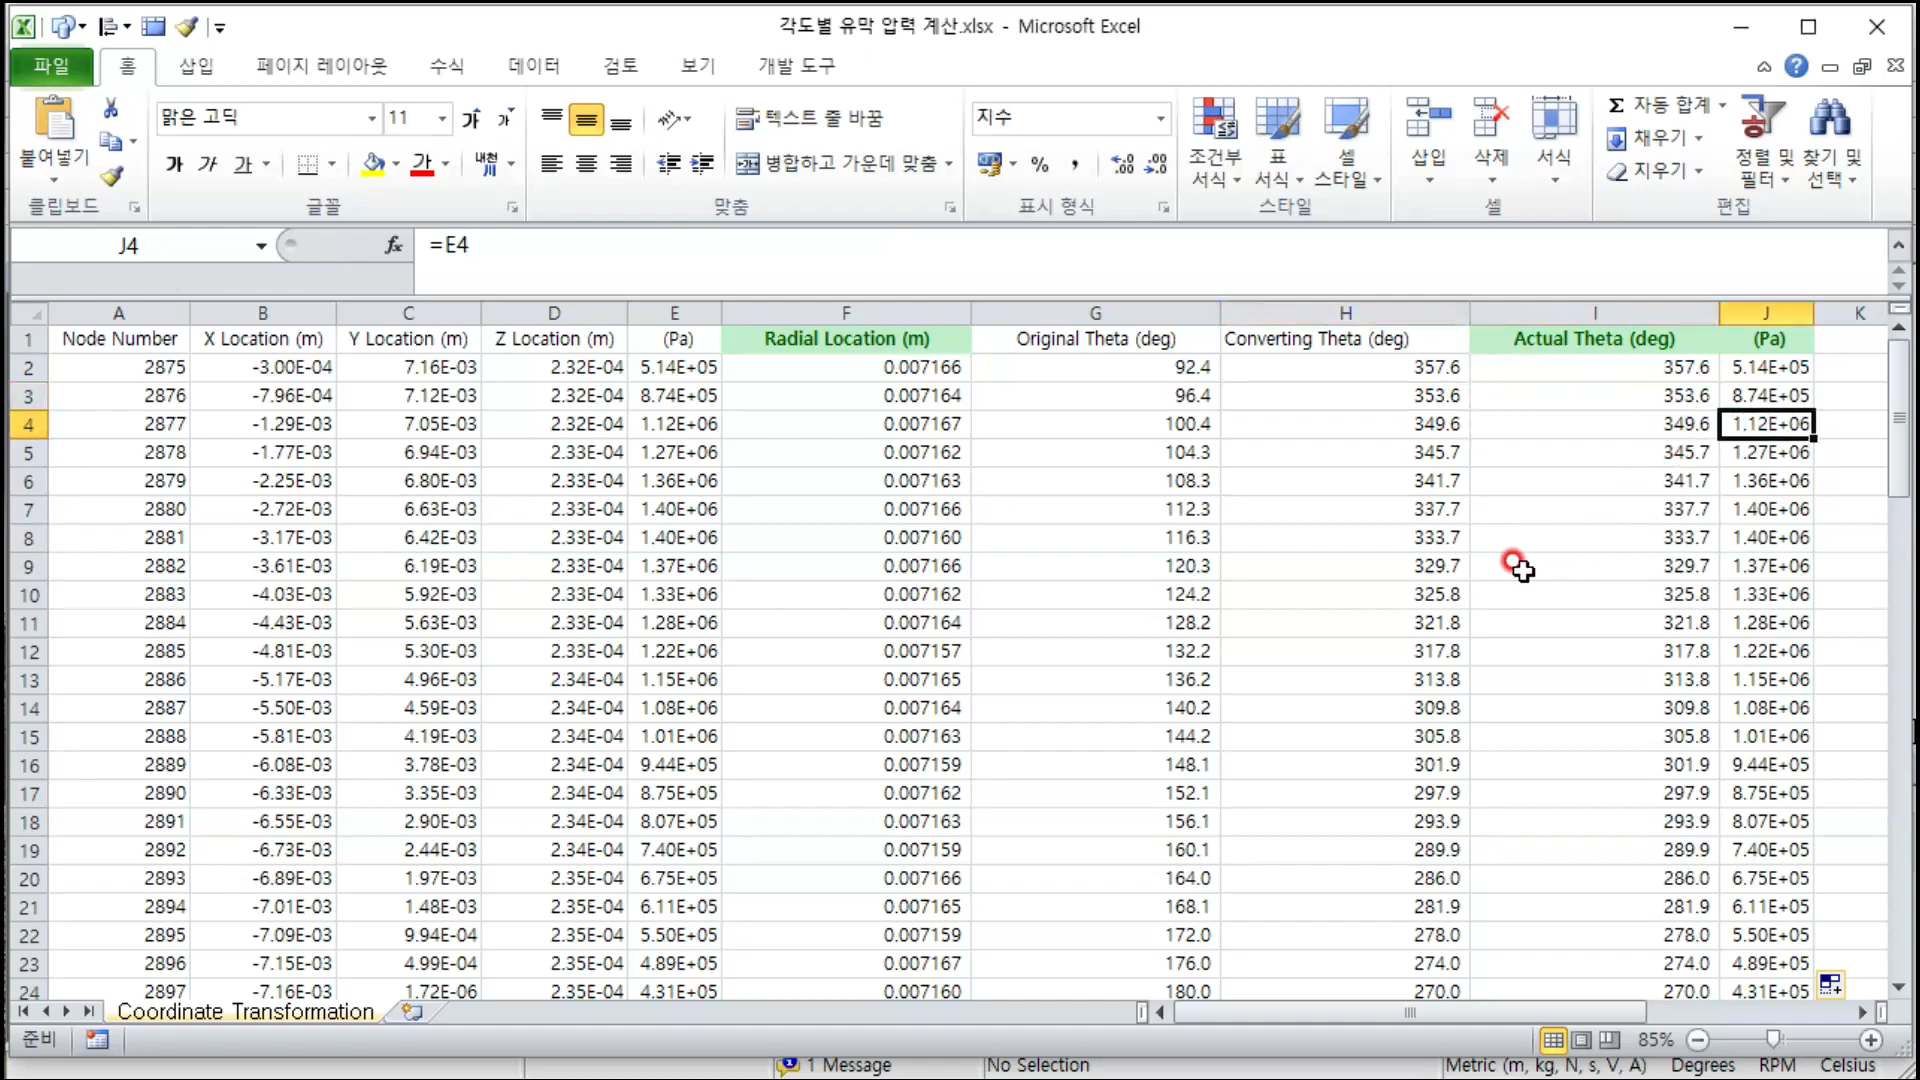 각도별 유막 압력 계산.xlsx - Microsoft Excel
파일 홈 삽입 페이지 레이아웃 수식 데이터 검토 보기 개발 도구
붙여넣기 클립보드
맑은 고딕 11 가 가 가 가 가 내천 글꼴
텍스트 줄 바꿈
병합하고 가운데 맞춤
맞춤
지수
% , 표시 형식
조건부 서식 표 서식 셀 스타일 스타일
삽입 삭제 서식 셀
Σ 자동 합계
채우기
지우기
정렬 및 필터 찾기 및 선택
편집
J4 fx =E4
A B C D E F G H I J K
1 Node Number X Location (m) Y Location (m) Z Location (m) (Pa) Radial Location (m) Original Theta (deg) Converting Theta (deg) Actual Theta (deg) (Pa)
2 2875 -3.00E-04 7.16E-03 2.32E-04 5.14E+05 0.007166 92.4 357.6 357.6 5.14E+05
3 2876 -7.96E-04 7.12E-03 2.32E-04 8.74E+05 0.007164 96.4 353.6 353.6 8.74E+05
4 2877 -1.29E-03 7.05E-03 2.32E-04 1.12E+06 0.007167 100.4 349.6 349.6 1.12E+06
5 2878 -1.77E-03 6.94E-03 2.33E-04 1.27E+06 0.007162 104.3 345.7 345.7 1.27E+06
6 2879 -2.25E-03 6.80E-03 2.33E-04 1.36E+06 0.007163 108.3 341.7 341.7 1.36E+06
7 2880 -2.72E-03 6.63E-03 2.33E-04 1.40E+06 0.007166 112.3 337.7 337.7 1.40E+06
8 2881 -3.17E-03 6.42E-03 2.33E-04 1.40E+06 0.007160 116.3 333.7 333.7 1.40E+06
9 2882 -3.61E-03 6.19E-03 2.33E-04 1.37E+06 0.007166 120.3 329.7 329.7 1.37E+06
10 2883 -4.03E-03 5.92E-03 2.33E-04 1.33E+06 0.007162 124.2 325.8 325.8 1.33E+06
11 2884 -4.43E-03 5.63E-03 2.33E-04 1.28E+06 0.007164 128.2 321.8 321.8 1.28E+06
12 2885 -4.81E-03 5.30E-03 2.33E-04 1.22E+06 0.007157 132.2 317.8 317.8 1.22E+06
13 2886 -5.17E-03 4.96E-03 2.34E-04 1.15E+06 0.007165 136.2 313.8 313.8 1.15E+06
14 2887 -5.50E-03 4.59E-03 2.34E-04 1.08E+06 0.007164 140.2 309.8 309.8 1.08E+06
15 2888 -5.81E-03 4.19E-03 2.34E-04 1.01E+06 0.007163 144.2 305.8 305.8 1.01E+06
16 2889 -6.08E-03 3.78E-03 2.34E-04 9.44E+05 0.007159 148.1 301.9 301.9 9.44E+05
17 2890 -6.33E-03 3.35E-03 2.34E-04 8.75E+05 0.007162 152.1 297.9 297.9 8.75E+05
18 2891 -6.55E-03 2.90E-03 2.34E-04 8.07E+05 0.007163 156.1 293.9 293.9 8.07E+05
19 2892 -6.73E-03 2.44E-03 2.34E-04 7.40E+05 0.007159 160.1 289.9 289.9 7.40E+05
20 2893 -6.89E-03 1.97E-03 2.35E-04 6.75E+05 0.007166 164.0 286.0 286.0 6.75E+05
21 2894 -7.01E-03 1.48E-03 2.35E-04 6.11E+05 0.007165 168.1 281.9 281.9 6.11E+05
22 2895 -7.09E-03 9.94E-04 2.35E-04 5.50E+05 0.007159 172.0 278.0 278.0 5.50E+05
23 2896 -7.15E-03 4.99E-04 2.35E-04 4.89E+05 0.007167 176.0 274.0 274.0 4.89E+05
24 2897 -7.16E-03 1.72E-06 2.35E-04 4.31E+05 0.007160 180.0 270.0 270.0 4.31E+05
Coordinate Transformation
준비 85%
1 Message No Selection Metric (m, kg, N, s, V, A) Degrees RPM Celsius